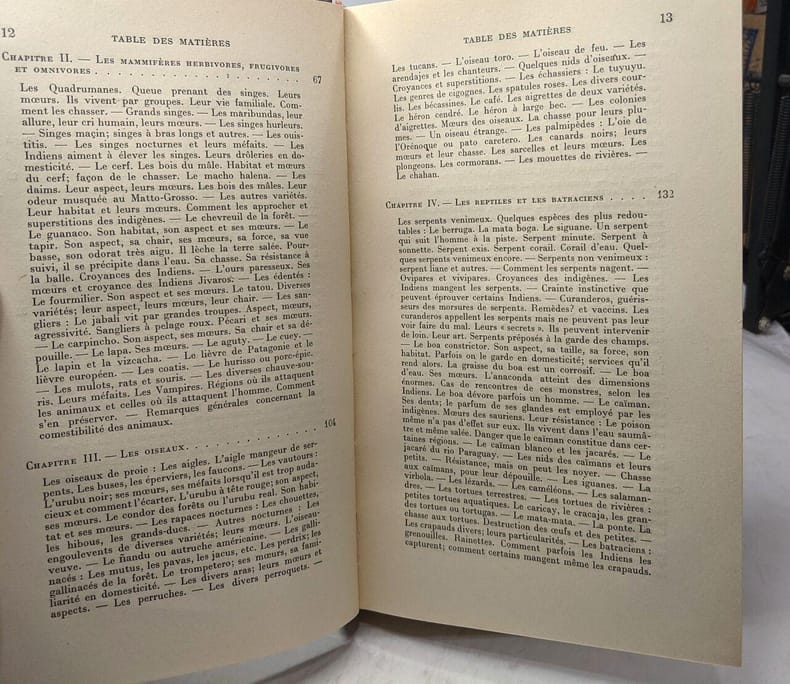 12
TABLE DES MATIÈRES
CHAPITRE II. — LES MAMMIFÈRES HERBIVORES, FRUGIVORES
ET OMNIVORES . . . . . . . . . . . . . . . . 67
Les Quadrumanes. Queue prenant des singes. Leurs
mœurs. Ils vivent par groupes. Leur vie familiale. Com-
ment les chasser. — Grands singes. — Les maribundas, leur
allure, leur cri humain, leurs mœurs. — Les singes hurleurs.
— Singes maçin; singes à bras longs et autres. — Les ouis-
titis. — Les singes nocturnes et leurs méfaits. — Les
Indiens aiment à élever les singes. Leurs drôleries en do-
mesticité. — Le cerf. Les bois du mâle. Habitat et mœurs
du cerf; façon de le chasser. Le macho halena. — Les
daims. Leur aspect, leurs mœurs. Les bois des mâles. Leur
odeur musquée au Matto-Grosso. — Les autres variétés.
Leur habitat et leurs mœurs. Comment les approcher et
superstitions des indigènes. — Le chevreuil de la forêt. —
Le guanaco. Son habitat, son aspect et ses mœurs. — Le
tapir. Son aspect, sa chair, ses mœurs, sa force, sa vue
basse, son odorat très aigu. Il lèche la terre salée. Pour-
suivi, il se précipite dans l'eau. Sa chasse. Sa résistance à
la balle. Croyances des Indiens. — L'ours paresseux. Ses
mœurs et croyance des Indiens Jivaros. — Les édentés :
Le fourmilier. Son aspect et ses mœurs. Le tatou. Diverses
variétés; leur aspect, leurs mœurs, leur chair. — Les san-
gliers : Le jabali vit par grandes troupes. Aspect, mœurs,
agressivité. Sangliers à pelage roux. Pécari et ses mœurs.
— Le carpincho. Son aspect, ses mœurs. Sa chair et sa dé-
pouille. — Le lapa. Ses mœurs. — Le aguty. — Le cuey. —
Le lapin et la vizcacha. — Le lièvre de Patagonie et le
lièvre européen. — Les coatis. — Le hurisso ou porc-épic.
— Les mulots, rats et souris. — Les diverses chauve-sou-
ris. Leurs méfaits. Les Vampires. Régions où ils attaquent
les animaux et celles où ils attaquent l'homme. Comment
s'en préserver. — Remarques générales concernant la
comestibilité des animaux.
CHAPITRE III. — LES OISEAUX. . . . . . . . . . . . . . 104
Les oiseaux de proie : Les aigles. L'aigle mangeur de ser-
pents. Les buses, les éperviers, les faucons. — Les vautours :
L'urubu noir; ses mœurs, ses méfaits lorsqu'il est trop auda-
cieux et comment l'écarter. L'urubu à tête rouge; son aspect,
ses mœurs. Le condor des forêts ou l'urubu real. Son habi-
tat et ses mœurs. — Les rapaces nocturnes : Les chouettes,
les hibous, les grands-ducs. — Autres nocturnes : Les
engoulevents de diverses variétés; leurs mœurs. L'oiseau-
veuve. — Le ñandu ou autruche américaine. — Les galli-
nacés : Les mutus, les pavas, les jacus, etc. Les perdrix; les
gallinacés de la forêt. Le trompetero; ses mœurs, sa fami-
liarité en domesticité. — Les divers aras; leurs mœurs et
aspects. — Les perruches. — Les divers perroquets. —
TABLE DES MATIÈRES
13
Les tucans. — L'oiseau toro. — L'oiseau de feu. — Les
arendajes et les chanteurs. — Quelques nids d'oiseaux. —
Croyances et superstitions. — Les échassiers : Le tuyuyu.
Les genres de cigognes. Les spatules roses. Les divers cour-
lis. Les bécassines. Le café. Les aigrettes de deux variétés.
Le héron cendré. Le héron à large bec. — Les colonies
d'aigrettes. Mœurs des oiseaux. La chasse pour leurs plu-
mes. — Un oiseau étrange. — Les palmipèdes : L'oie de
l'Orénoque ou pato caretero. Les canards noirs; leurs
mœurs et leur chasse. Les sarcelles et leurs mœurs. Les
plongeons. Les cormorans. — Les mouettes de rivières. —
Le chahan.
CHAPITRE IV. — LES REPTILES ET LES BATRACIENS . . . . 132
Les serpents venimeux. Quelques espèces des plus redou-
tables : Le berruga. La mata boga. Le siguane. Un serpent
qui suit l'homme à la piste. Serpent minute. Serpent à
sonnette. Serpent exis. Serpent corail. Corail d'eau. Quel-
ques serpents venimeux encore. — Serpents non venimeux :
serpent liane et autres. — Comment les serpents nagent. —
Ovipares et vivipares. Croyances des indigènes. — Les
Indiens mangent les serpents. — Crainte instinctive que
peuvent éprouver certains Indiens. — Curanderos, guéris-
seurs des morsures de serpents. Remèdes? et vaccins. Les
curanderos appellent les serpents mais ne peuvent pas leur
voir faire du mal. Leurs « secrets ». Ils peuvent intervenir
de loin. Leur art. Serpents préposés à la garde des champs.
— Le boa constrictor. Son aspect, sa taille, sa force, son
habitat. Parfois on le garde en domesticité; services qu'il
rend alors. La graisse du boa est un corrosif. — Le boa
d'eau. Ses mœurs. L'anaconda atteint des dimensions
énormes. Cas de rencontres de ces monstres, selon les
Indiens. Le boa dévore parfois un homme. — Le caïman.
Ses dents; le parfum de ses glandes est employé par les
indigènes. Mœurs des sauriens. Leur résistance : Le poison
même n'a pas d'effet sur eux. Ils vivent dans l'eau saumâ-
tre et même salée. Danger que le caïman constitue dans cer-
taines régions. — Le caïman blanco et les jacarés. — Le
jacaré du rio Paraguay. — Les nids des caïmans et leurs
petits. — Résistance, mais on peut les noyer. — Chasse
aux caïmans, pour leur dépouille. — Les iguanes. — La
virbola. — Les lézards. — Les caméléons. — Les salaman-
dres. — Les tortues terrestres. — Les tortues de rivières :
petites tortues aquatiques. Le caricay, le cracaja, les gran-
des tortues ou tortugas. — Le mata-mata. — La ponte. La
chasse aux tortues. Destruction des œufs et des petites. —
Les crapauds divers; leurs particularités. — Les batraciens :
grenouilles. Rainettes. Comment parfois les Indiens les
capturent; comment certains mangent même les crapauds.